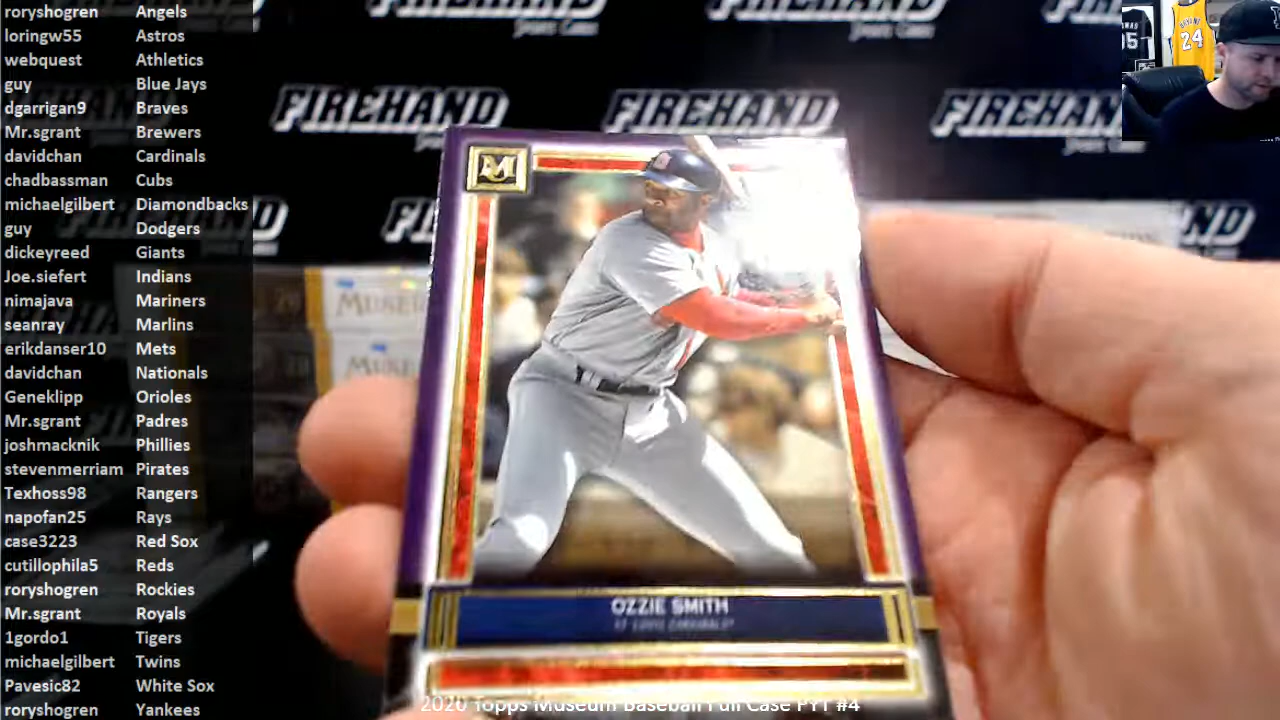 roryshogren Angels
loringw55 Astros
webquest Athletics
guy Blue Jays
dgarrigan9 Braves
Mr.sgrant Brewers
davidchan Cardinals
chadbassman Cubs
michaelgilbert Diamondbacks
guy Dodgers
dickeyreed Giants
Joe.siefert Indians
nimajava Mariners
seanray Marlins
erikdanser10 Mets
davidchan Nationals
Geneklipp Orioles
Mr.sgrant Padres
joshmacknik Phillies
stevenmerriam Pirates
Texhoss98 Rangers
napofan25 Rays
case3223 Red Sox
cutillophila5 Reds
roryshogren Rockies
Mr.sgrant Royals
1gordo1 Tigers
michaelgilbert Twins
Pavesic82 White Sox
roryshogren Yankees
FIREHAND FIREHAND FIREHAND
M
OZZIE SMITH
ST. LOUIS CARDINALS
2020 Topps Museum Baseball Full Case PYT #4
24